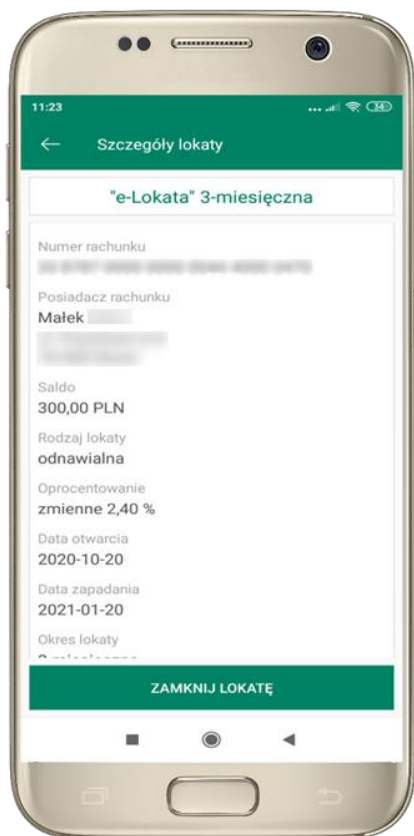 11:23
34
Szczegóły lokaty
"e-Lokata" 3-miesięczna
Numer rachunku
Posiadacz rachunku
Małek
Saldo
300,00 PLN
Rodzaj lokaty
odnawialna
Oprocentowanie
zmienne 2,40 %
Data otwarcia
2020-10-20
Data zapadania
2021-01-20
Okres lokaty
ZAMKNIJ LOKATĘ